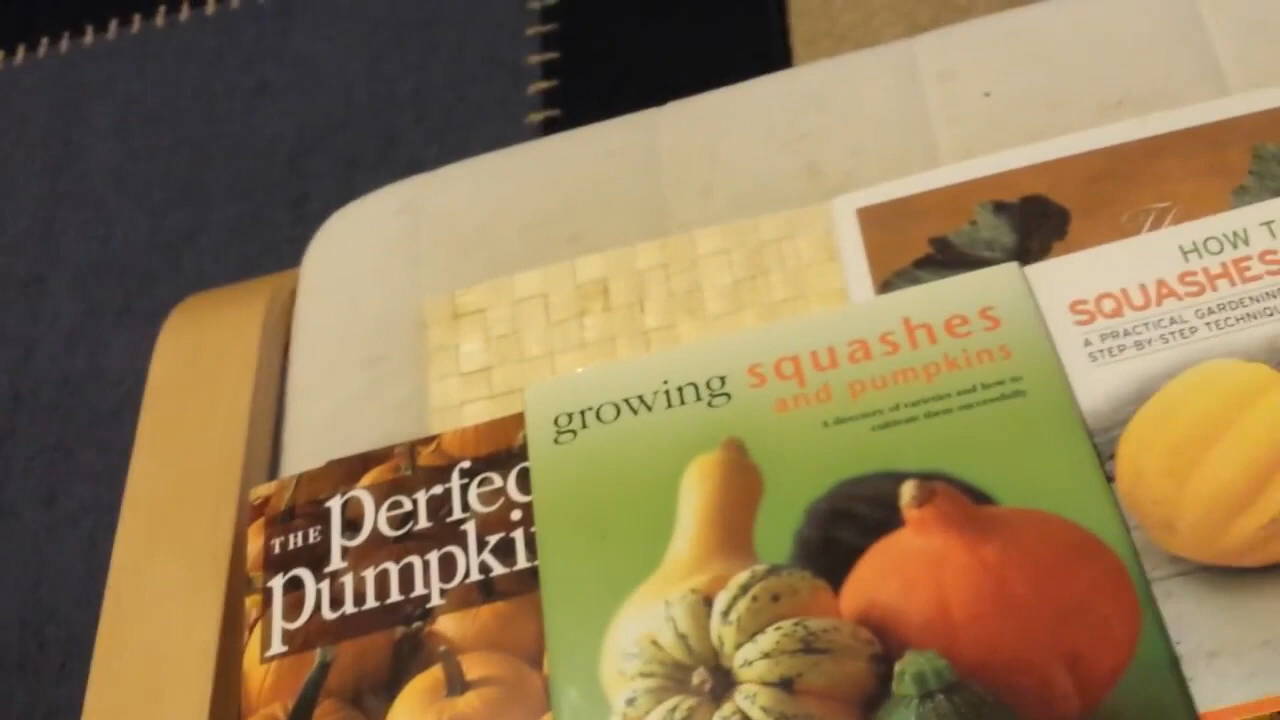 THE perfec
pumpki
growing squashes
and pumpkins
A directory of varieties and how to
cultivate them successfully
HOW T
SQUASHES
A PRACTICAL GARDENIN
STEP-BY-STEP TECHNIQU